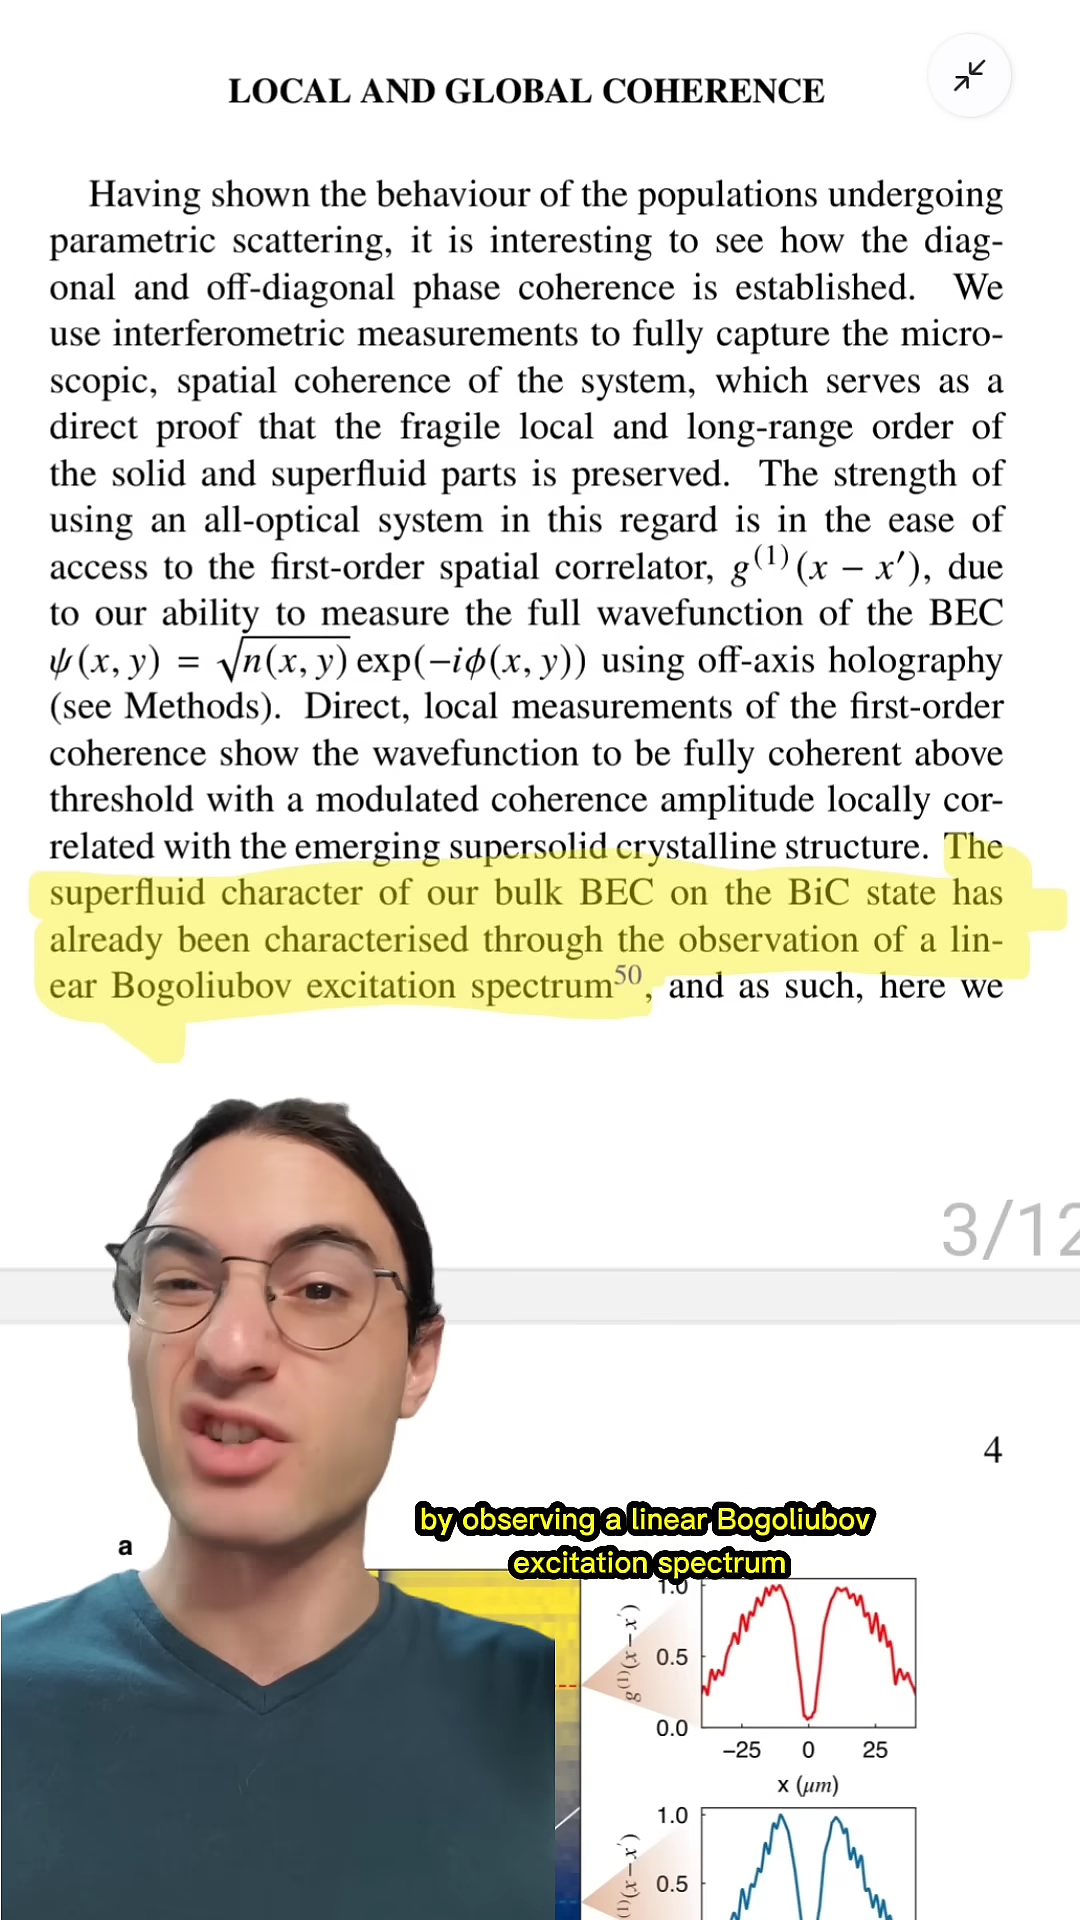 LOCAL AND GLOBAL COHERENCE
Having shown the behaviour of the populations undergoing
parametric scattering, it is interesting to see how the diag-
onal and off-diagonal phase coherence is established. We
use interferometric measurements to fully capture the micro-
scopic, spatial coherence of the system, which serves as a
direct proof that the fragile local and long-range order of
the solid and superfluid parts is preserved. The strength of
using an all-optical system in this regard is in the ease of
access to the first-order spatial correlator, g⁽¹⁾(x − x′), due
to our ability to measure the full wavefunction of the BEC
ψ(x, y) = √n(x, y) exp(−iϕ(x, y)) using off-axis holography
(see Methods). Direct, local measurements of the first-order
coherence show the wavefunction to be fully coherent above
threshold with a modulated coherence amplitude locally cor-
related with the emerging supersolid crystalline structure. The
superfluid character of our bulk BEC on the BiC state has
already been characterised through the observation of a lin-
ear Bogoliubov excitation spectrum⁵⁰, and as such, here we
3/12
4
by observing a linear Bogoliubov
excitation spectrum
a
g⁽¹⁾(x−x′)
1.0
0.5
0.0
−25 0 25
x (μm)
⁽¹⁾(x−x′)
1.0
0.5